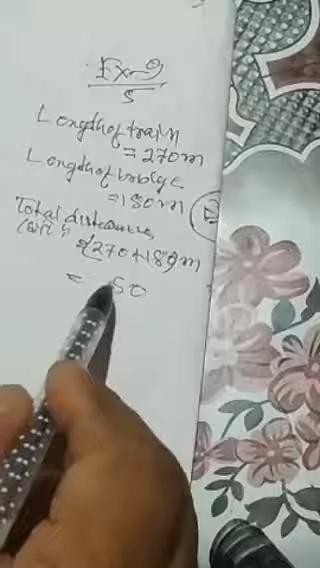 Ex-9
5
Length of train
= 270m
Length of bridge
= 180m
Total distance
= (270+180)m
= 50